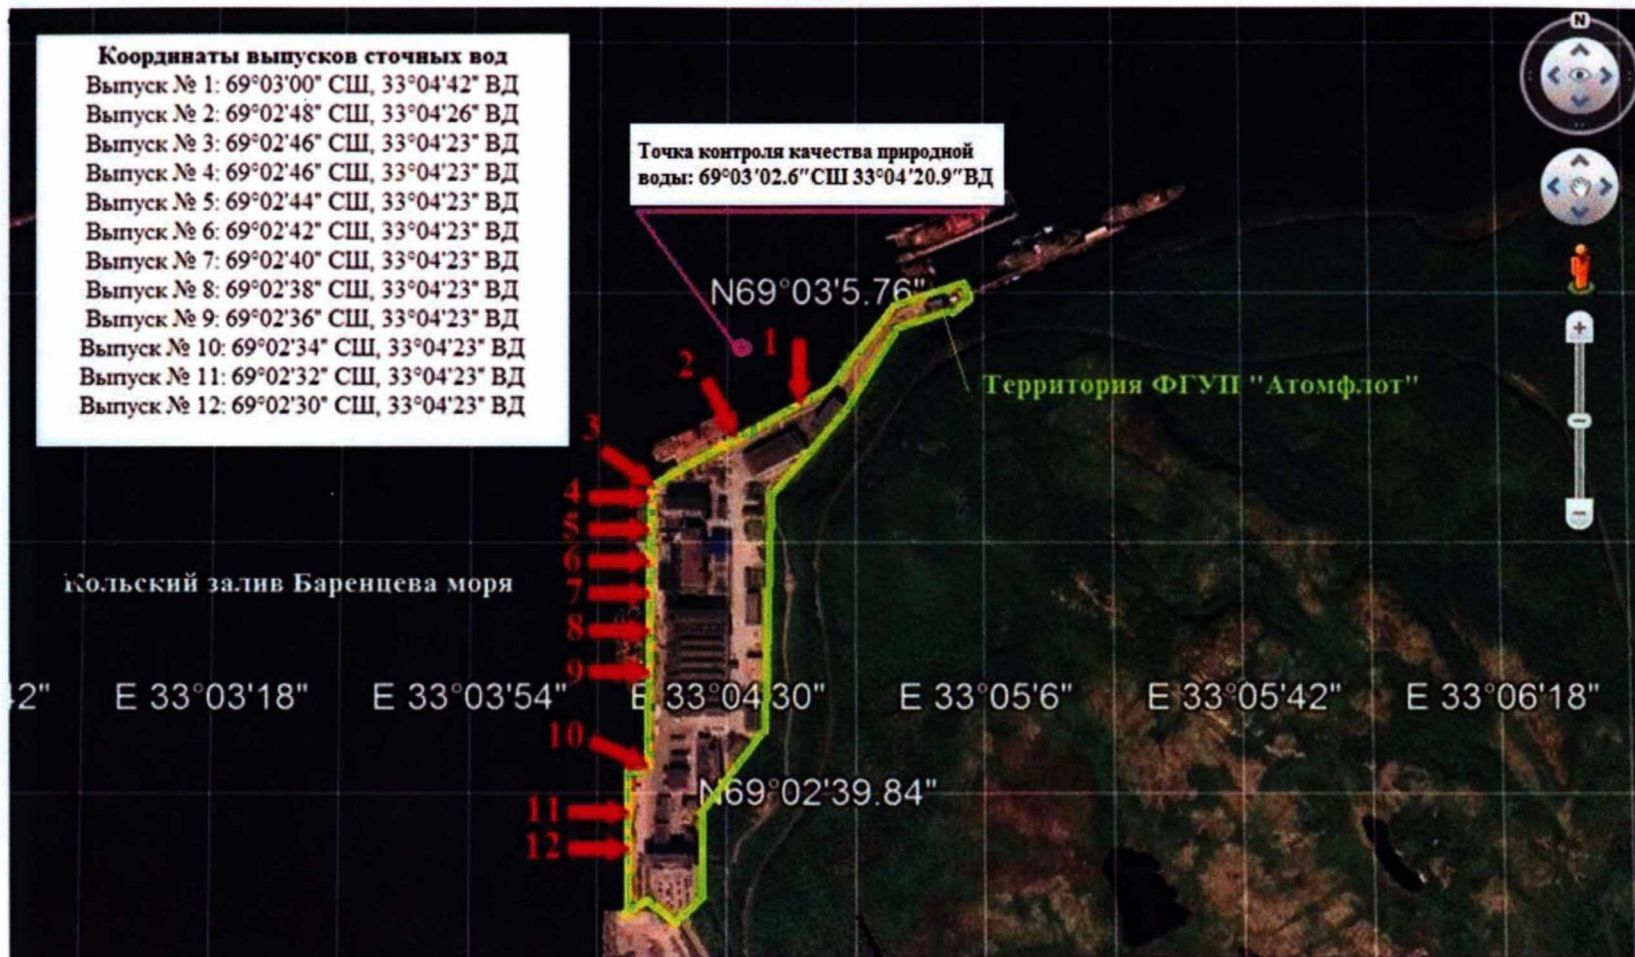 Координаты выпусков сточных вод
Выпуск № 1: 69°03'00" СШ, 33°04'42" ВД
Выпуск № 2: 69°02'48" СШ, 33°04'26" ВД
Выпуск № 3: 69°02'46" СШ, 33°04'23" ВД
Выпуск № 4: 69°02'46" СШ, 33°04'23" ВД
Выпуск № 5: 69°02'44" СШ, 33°04'23" ВД
Выпуск № 6: 69°02'42" СШ, 33°04'23" ВД
Выпуск № 7: 69°02'40" СШ, 33°04'23" ВД
Выпуск № 8: 69°02'38" СШ, 33°04'23" ВД
Выпуск № 9: 69°02'36" СШ, 33°04'23" ВД
Выпуск № 10: 69°02'34" СШ, 33°04'23" ВД
Выпуск № 11: 69°02'32" СШ, 33°04'23" ВД
Выпуск № 12: 69°02'30" СШ, 33°04'23" ВД
N
Точка контроля качества природной
воды: 69°03'02.6"СШ 33°04'20.9"ВД
N69°03'5.76"
1
2
Территория ФГУП "Атомфлот"
3
4
5
6
Кольский залив Баренцева моря
7
8
9
42"
E 33°03'18"
E 33°03'54"
E 33°04'30"
E 33°05'6"
E 33°05'42"
E 33°06'18"
10
N69°02'39.84"
11
12